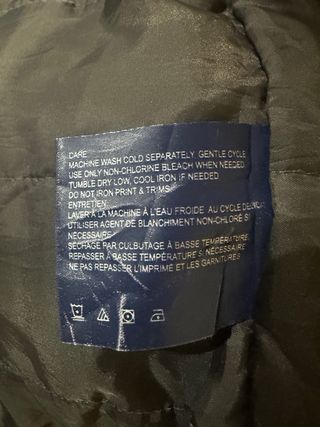 CARE
MACHINE WASH COLD SEPARATELY, GENTLE CYCLE
USE ONLY NON-CHLORINE BLEACH WHEN NEEDED.
TUMBLE DRY LOW, COOL IRON IF NEEDED
DO NOT IRON PRINT & TRIMS
ENTRETIEN:
LAVER À LA MACHINE À L'EAU FROIDE AU CYCLE
UTILISER AGENT DE BLANCHIMENT NON-CHLORÉ SI
NÉCESSAIRE
SÉCHAGE PAR CULBUTAGE À BASSE TEMPÉRATURE.
REPASSER À BASSE TEMPÉRATURE SI NÉCESSAIRE
NE PAS REPASSER L'IMPRIMÉ ET LES GARNITURES